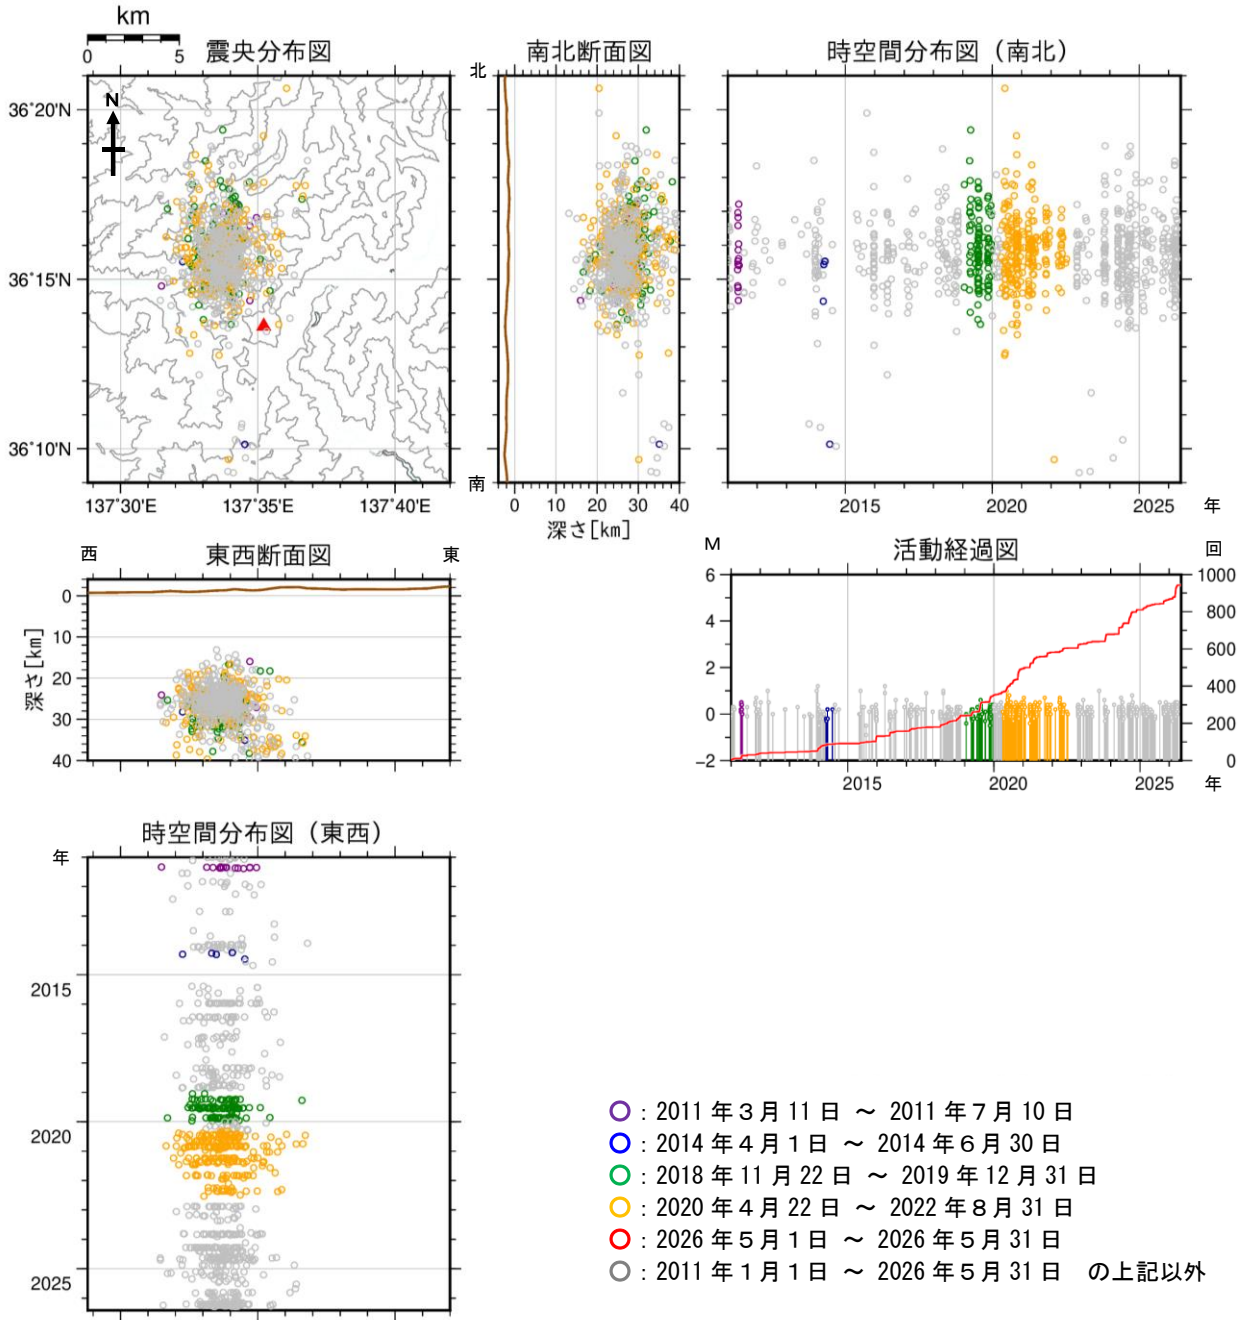 km
0 5
震央分布図
南北断面図
時空間分布図（南北）
北
N
36°20'N
36°15'N
36°10'N
南
137°30'E 137°35'E 137°40'E
0 10 20 30 40
深さ[km]
2015 2020 2025 年
西 東西断面図 東
0
10
20
30
40
深さ[km]
M 活動経過図 回
6
4
2
0
−2
1000
800
600
400
200
0
2015 2020 2025 年
時空間分布図（東西）
年
2015
2020
2025
：2011 年３月 11 日 ～ 2011 年７月 10 日
：2014 年４月１日 ～ 2014 年６月 30 日
：2018 年 11 月 22 日 ～ 2019 年 12 月 31 日
：2020 年４月 22 日 ～ 2022 年８月 31 日
：2026 年５月１日 ～ 2026 年５月 31 日
：2011 年１月１日 ～ 2026 年５月 31 日 の上記以外